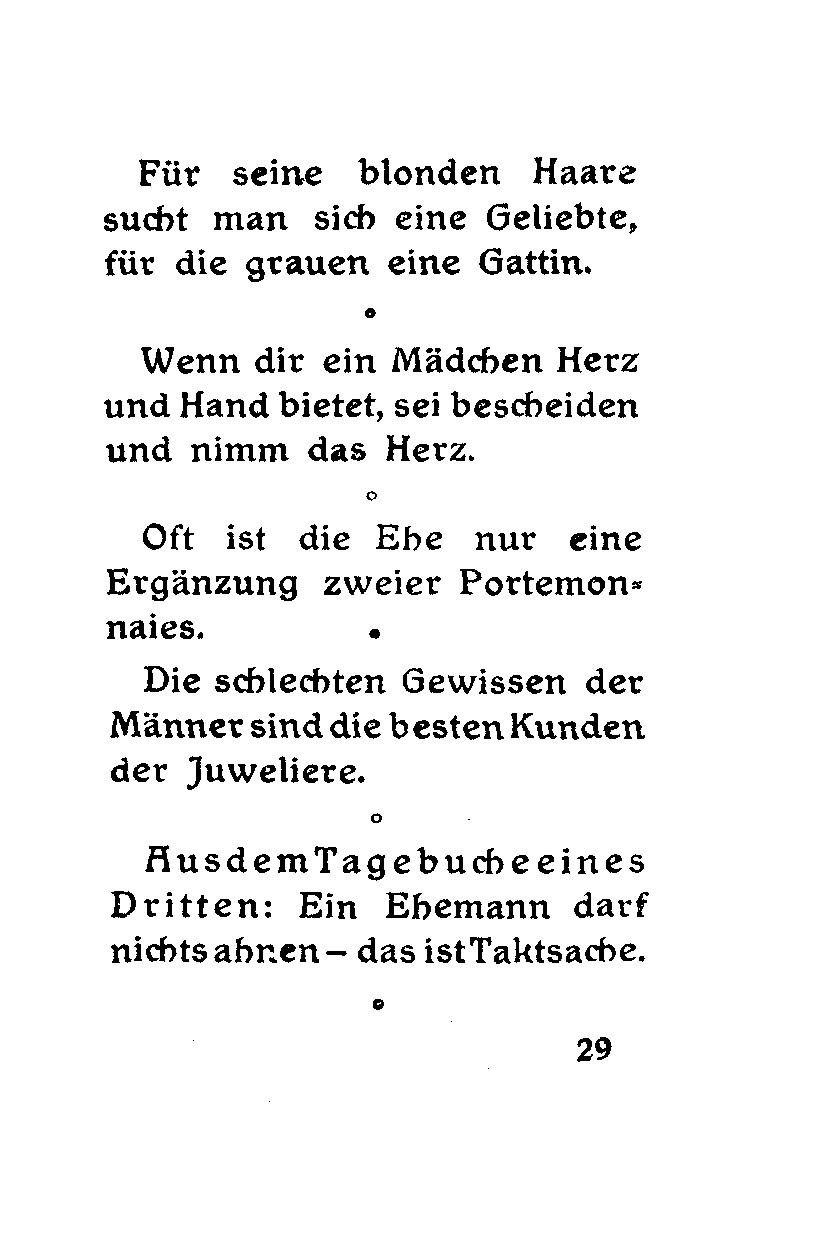 Für seine blonden Haare
sucht man sich eine Geliebte,
für die grauen eine Gattin.
Wenn dir ein Mädchen Herz
und Hand bietet, sei bescheiden
und nimm das Herz.
Oft ist die Ehe nur eine
Ergänzung zweier Portemon-
naies.
Die schlechten Gewissen der
Männer sind die besten Kunden
der Juweliere.
Aus dem Tagebuche eines
Dritten: Ein Ehemann darf
nichts ahnen – das ist Taktsache.
29